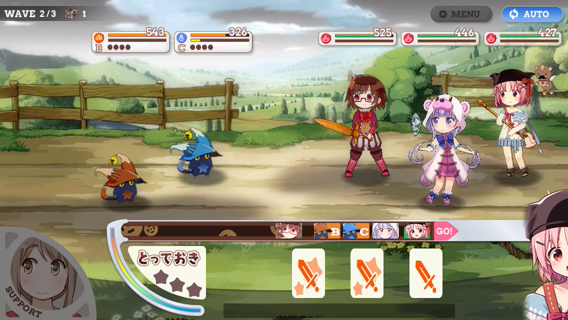 WAVE 2/3 1
MENU
AUTO
543
B
326
C
525
446
427
B
C
GO!
とっておき
SUPPORT